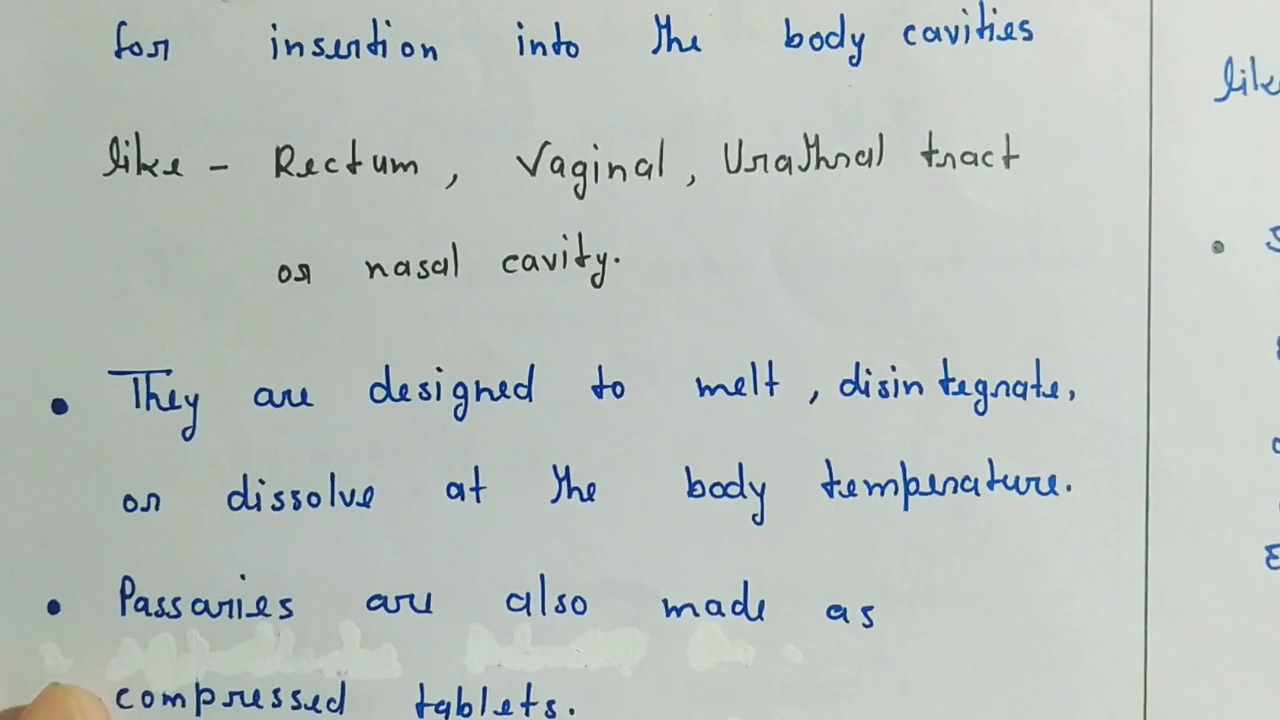 for insertion into the body cavities
like - Rectum, Vaginal, Urathral tract
or nasal cavity.
• They are designed to melt, disintegrate,
or dissolve at the body temperature.
• Passaries are also made as
compressed tablets.